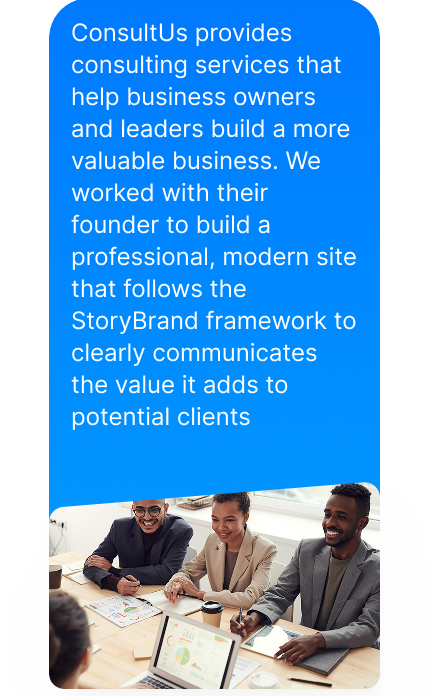 ConsultUs provides
consulting services that
help business owners
and leaders build a more
valuable business. We
worked with their
founder to build a
professional, modern site
that follows the
StoryBrand framework to
clearly communicates
the value it adds to
potential clients